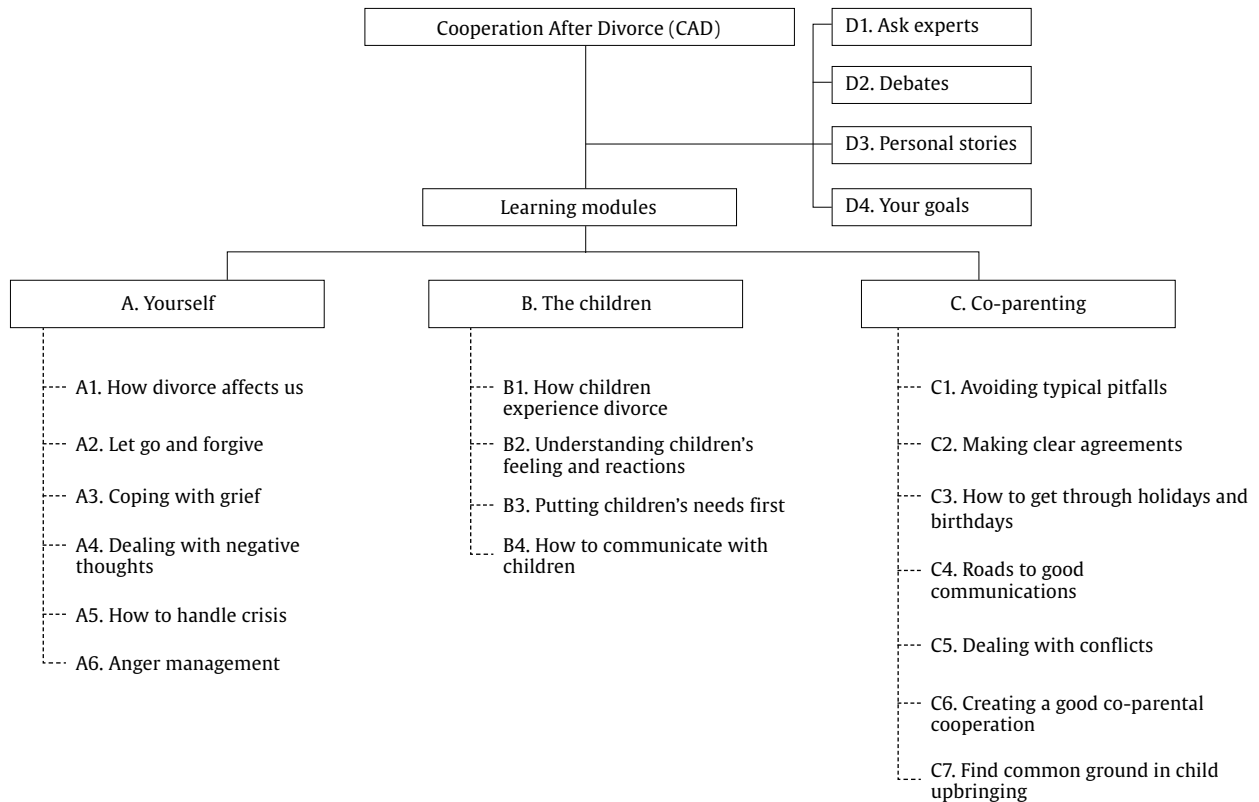 Cooperation After Divorce (CAD)
D1. Ask experts
D2. Debates
D3. Personal stories
D4. Your goals
Learning modules
A. Yourself
B. The children
C. Co-parenting
A1. How divorce affects us
A2. Let go and forgive
A3. Coping with grief
A4. Dealing with negative
thoughts
A5. How to handle crisis
A6. Anger management
B1. How children
experience divorce
B2. Understanding children’s
feeling and reactions
B3. Putting children’s needs first
B4. How to communicate with
children
C1. Avoiding typical pitfalls
C2. Making clear agreements
C3. How to get through holidays and
birthdays
C4. Roads to good
communications
C5. Dealing with conflicts
C6. Creating a good co-parental
cooperation
C7. Find common ground in child
upbringing